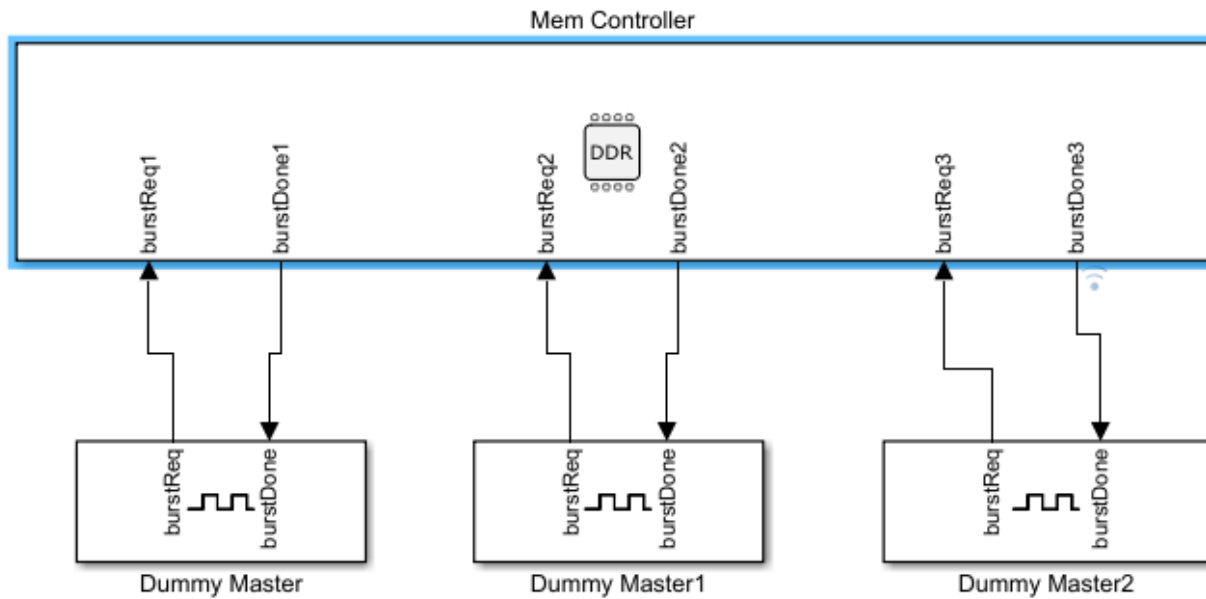 Mem Controller
DDR
burstReq1
burstDone1
burstReq2
burstDone2
burstReq3
burstDone3
burstReq
burstDone
burstReq
burstDone
burstReq
burstDone
Dummy Master
Dummy Master1
Dummy Master2